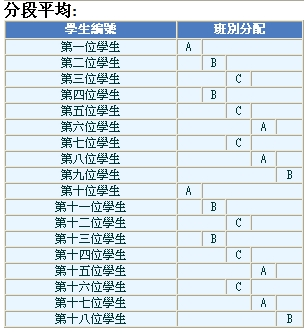 分段平均:
學生編號 班別分配
第一位學生 A
第二位學生 B
第三位學生 C
第四位學生 B
第五位學生 C
第六位學生 A
第七位學生 C
第八位學生 A
第九位學生 B
第十位學生 A
第十一位學生 B
第十二位學生 C
第十三位學生 B
第十四位學生 C
第十五位學生 A
第十六位學生 C
第十七位學生 A
第十八位學生 B